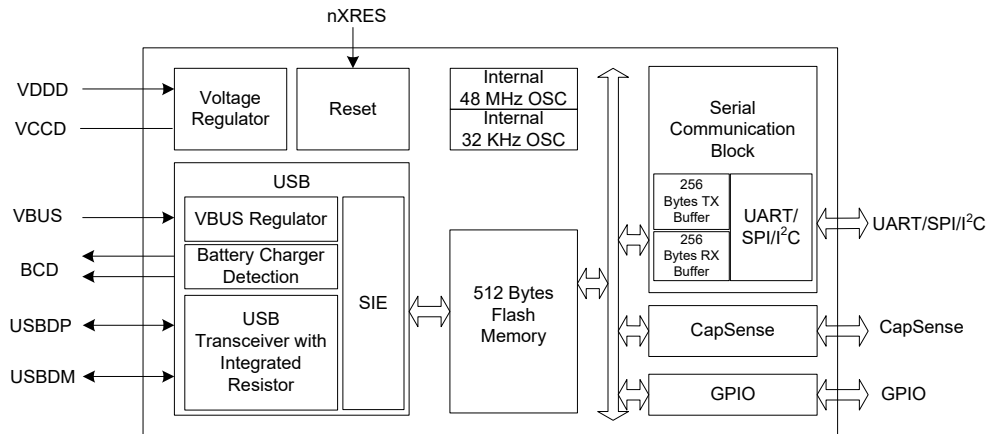 nXRES
VDDD
VCCD
Voltage
Regulator
Reset
Internal
48 MHz OSC
Internal
32 KHz OSC
Serial
Communication
Block
256
Bytes TX
Buffer
256
Bytes RX
Buffer
UART/
SPI/I²C
UART/SPI/I²C
USB
VBUS
VBUS Regulator
BCD
Battery Charger
Detection
SIE
USBDP
USBDM
USB
Transceiver with
Integrated
Resistor
512 Bytes
Flash
Memory
CapSense
CapSense
GPIO
GPIO